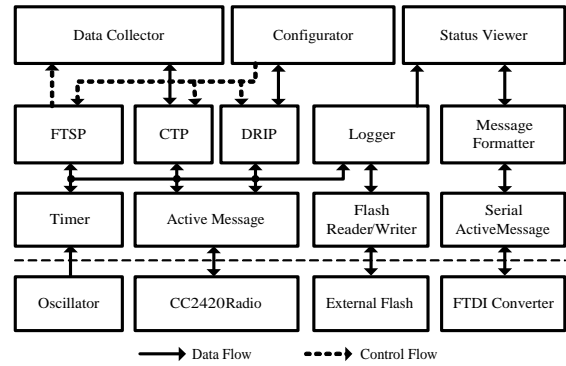 Data Collector
Configurator
Status Viewer
FTSP
CTP
DRIP
Logger
Message
Formatter
Timer
Active Message
Flash
Reader/Writer
Serial
ActiveMessage
Oscillator
CC2420Radio
External Flash
FTDI Converter
Data Flow
Control Flow